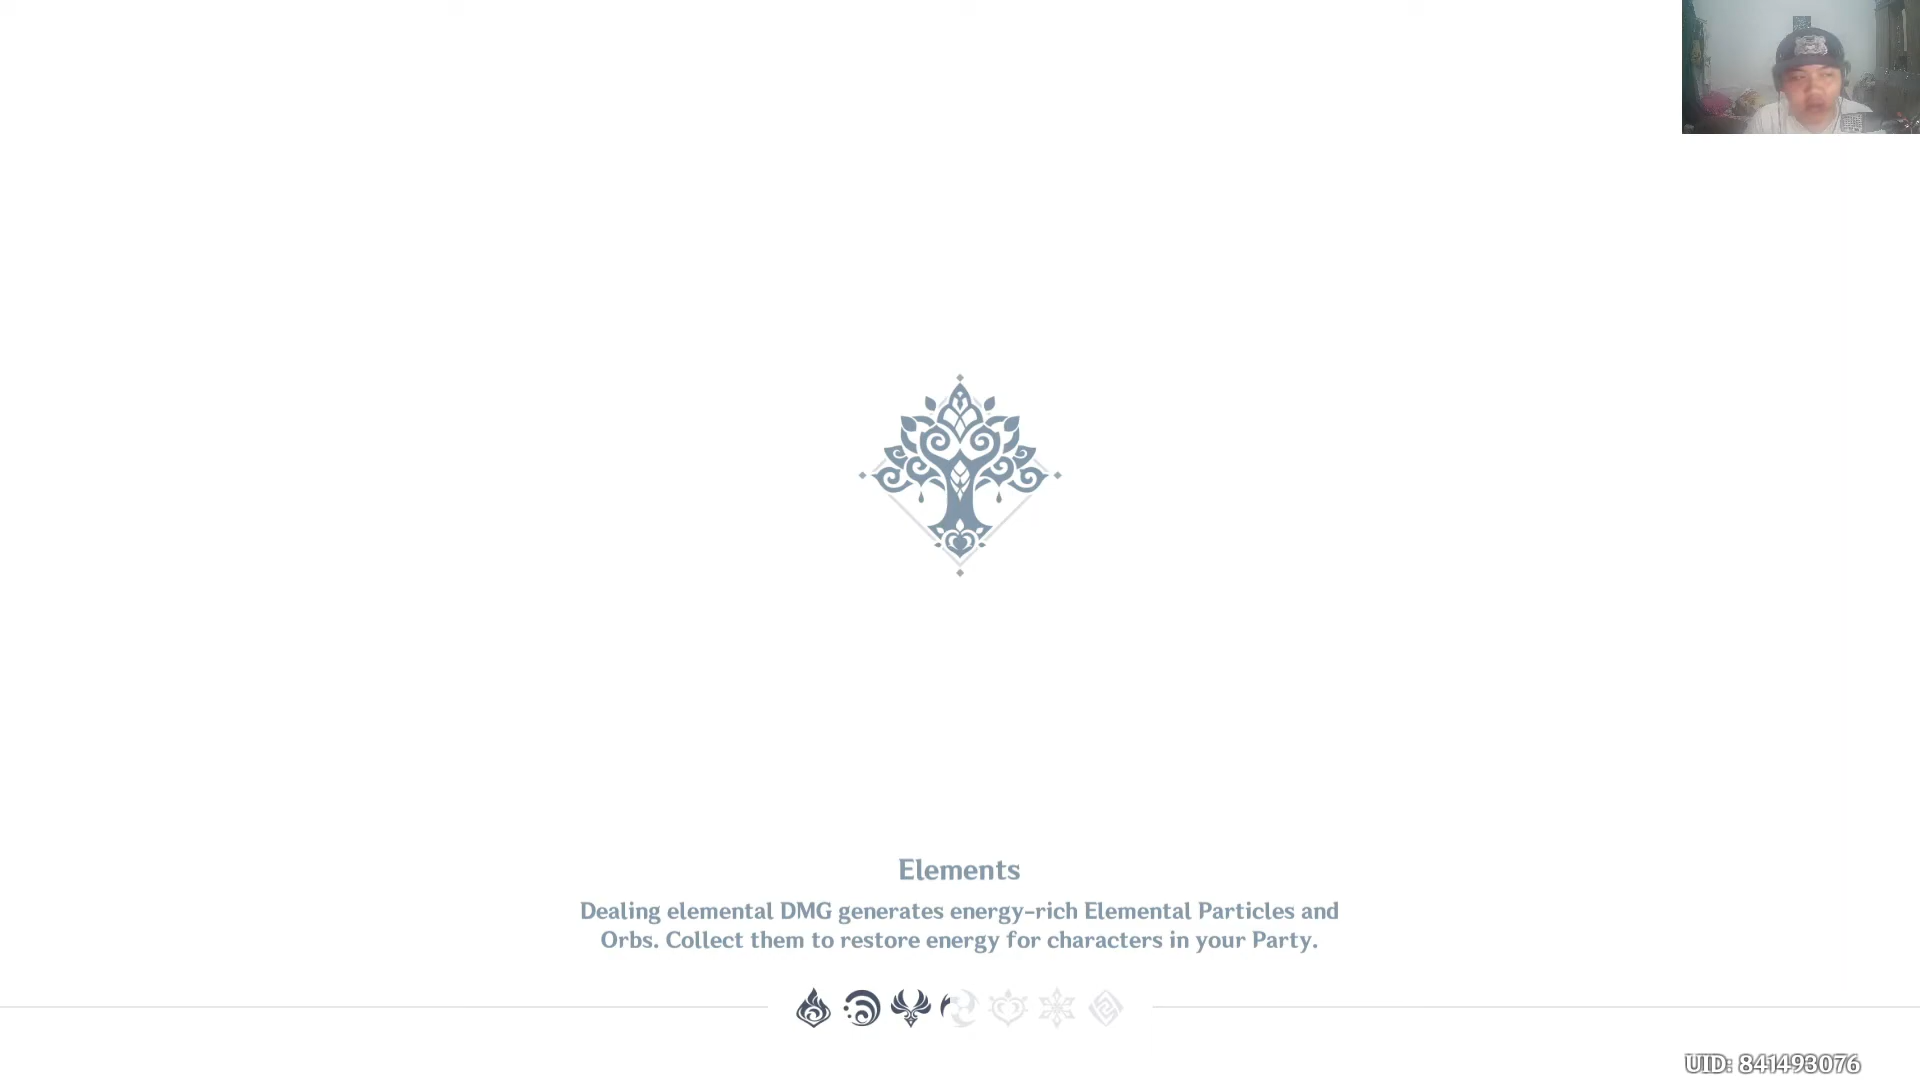 Elements
Dealing elemental DMG generates energy-rich Elemental Particles and
Orbs. Collect them to restore energy for characters in your Party.
UID: 841493076